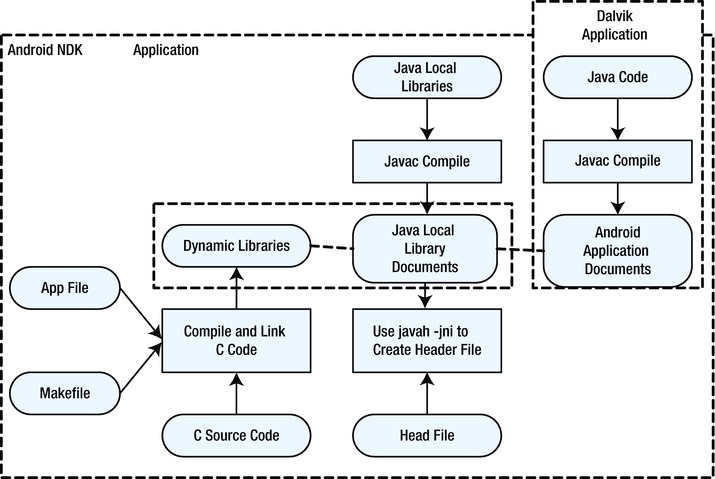 Dalvik
Application
Android NDK
Application
Java Local
Libraries
Java Code
Javac Compile
Javac Compile
Dynamic Libraries
Java Local
Library
Documents
Android
Application
Documents
App File
Compile and Link
C Code
Use javah -jni to
Create Header File
Makefile
C Source Code
Head File